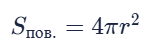 Sпов. = 4πr²